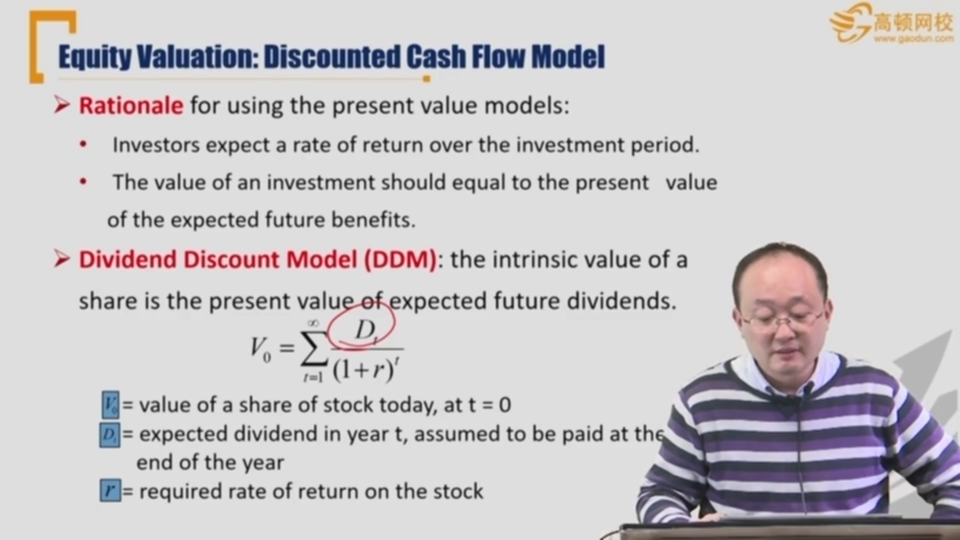 高顿网校
www.gaodun.com
Equity Valuation: Discounted Cash Flow Model
Rationale for using the present value models:
• Investors expect a rate of return over the investment period.
• The value of an investment should equal to the present value
of the expected future benefits.
Dividend Discount Model (DDM): the intrinsic value of a
share is the present value of expected future dividends.
V₀ = ∑_{t=1}^{∞} D_t / (1+r)^t
V₀ = value of a share of stock today, at t = 0
D_t = expected dividend in year t, assumed to be paid at the
end of the year
r = required rate of return on the stock